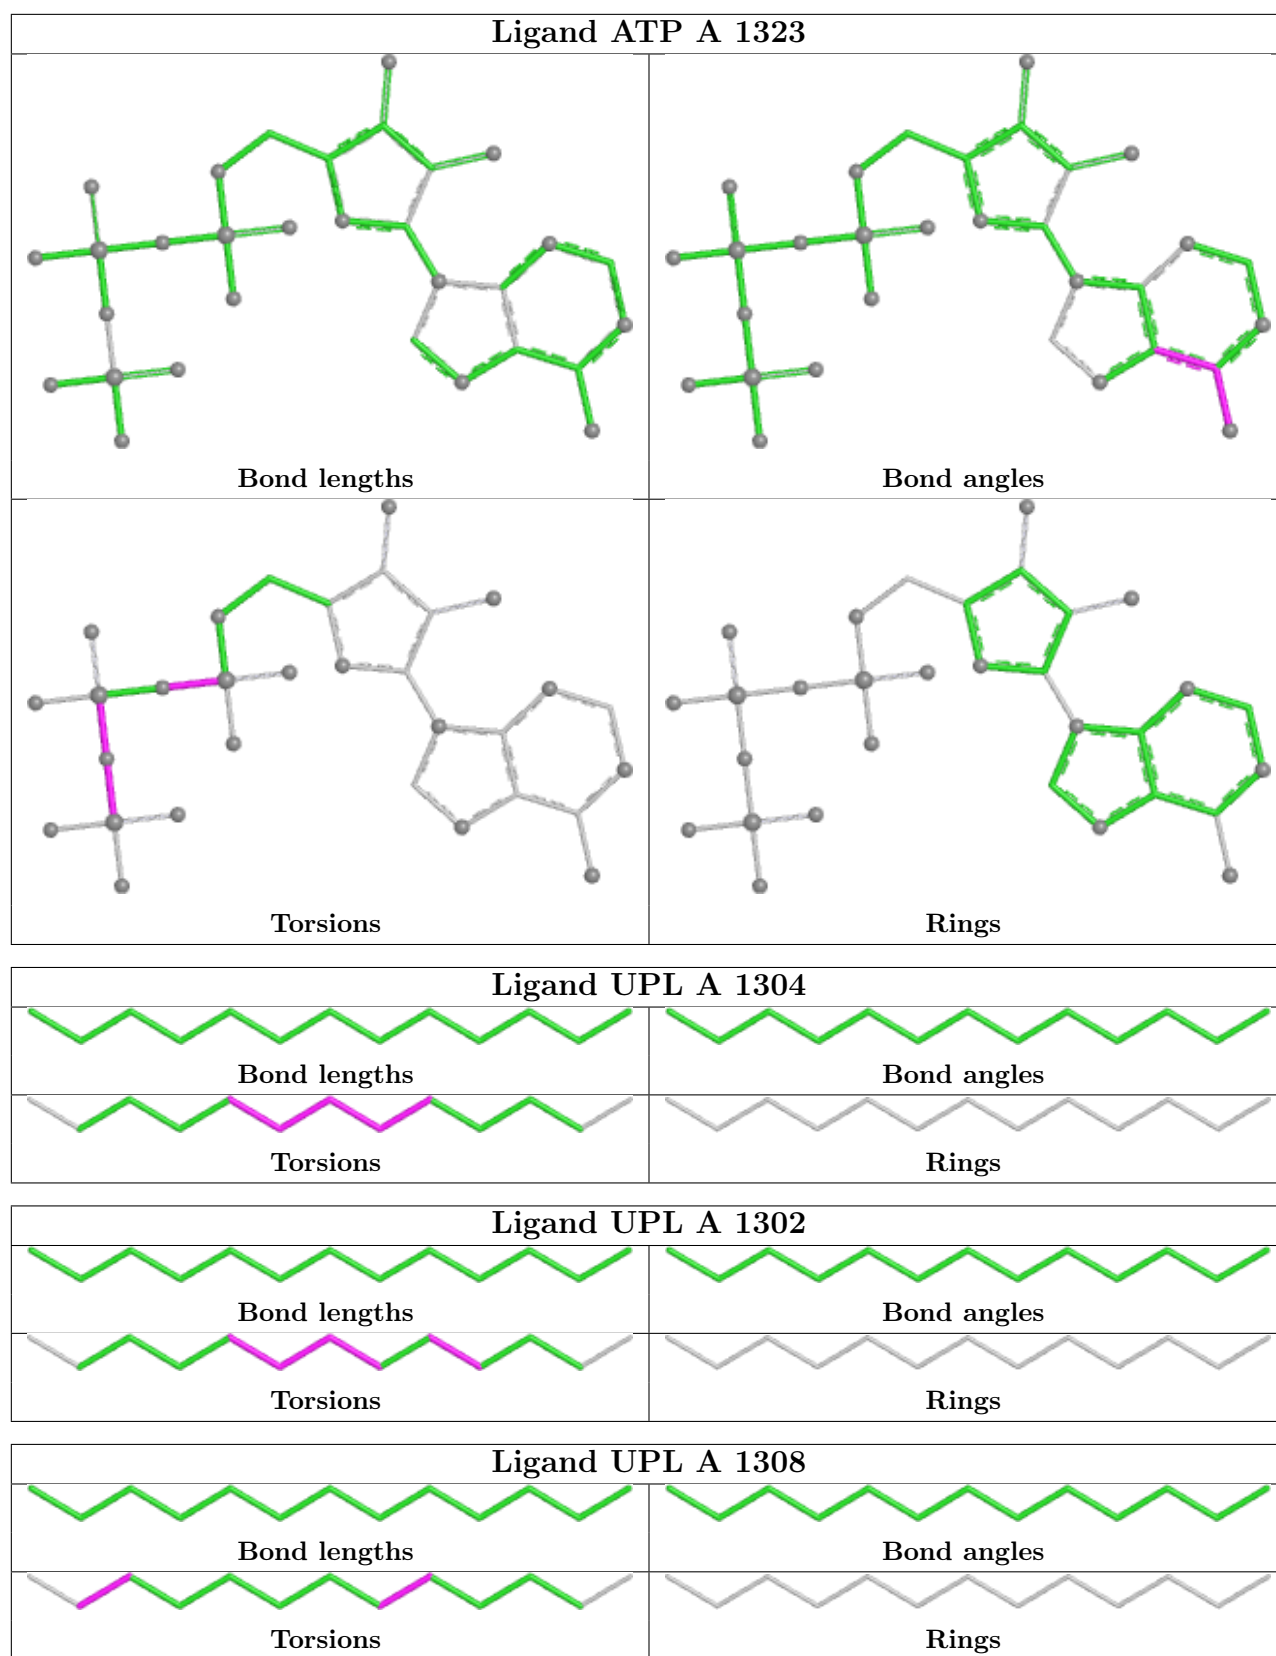 Ligand ATP A 1323
Bond lengths
Bond angles
Torsions
Rings
Ligand UPL A 1304
Bond lengths
Bond angles
Torsions
Rings
Ligand UPL A 1302
Bond lengths
Bond angles
Torsions
Rings
Ligand UPL A 1308
Bond lengths
Bond angles
Torsions
Rings